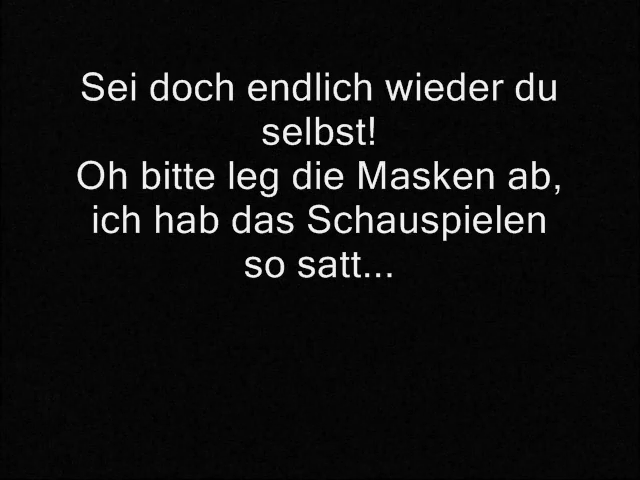 Sei doch endlich wieder du
selbst!
Oh bitte leg die Masken ab,
ich hab das Schauspielen
so satt...